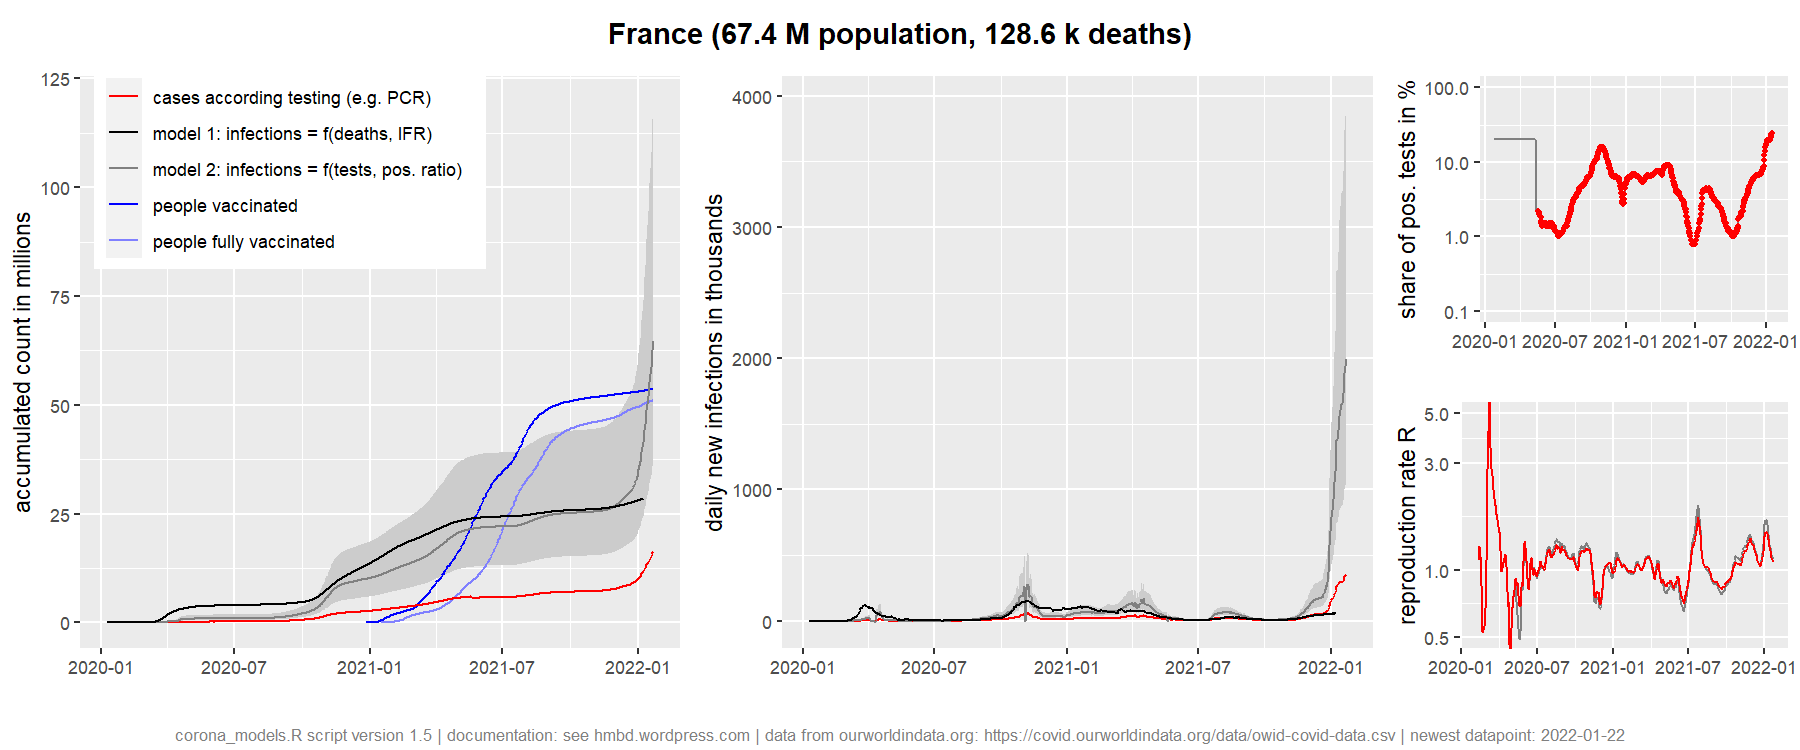 France (67.4 M population, 128.6 k deaths)
accumulated count in millions
125
100
75
50
25
0
cases according testing (e.g. PCR)
model 1: infections = f(deaths, IFR)
model 2: infections = f(tests, pos. ratio)
people vaccinated
people fully vaccinated
2020-01 2020-07 2021-01 2021-07 2022-01
daily new infections in thousands
4000
3000
2000
1000
0
2020-01 2020-07 2021-01 2021-07 2022-01
share of pos. tests in %
100.0
10.0
1.0
0.1
2020-01 2020-07 2021-01 2021-07 2022-01
reproduction rate R
5.0
3.0
1.0
0.5
2020-01 2020-07 2021-01 2021-07 2022-01
corona_models.R script version 1.5 | documentation: see hmbd.wordpress.com | data from ourworldindata.org: https://covid.ourworldindata.org/data/owid-covid-data.csv | newest datapoint: 2022-01-22